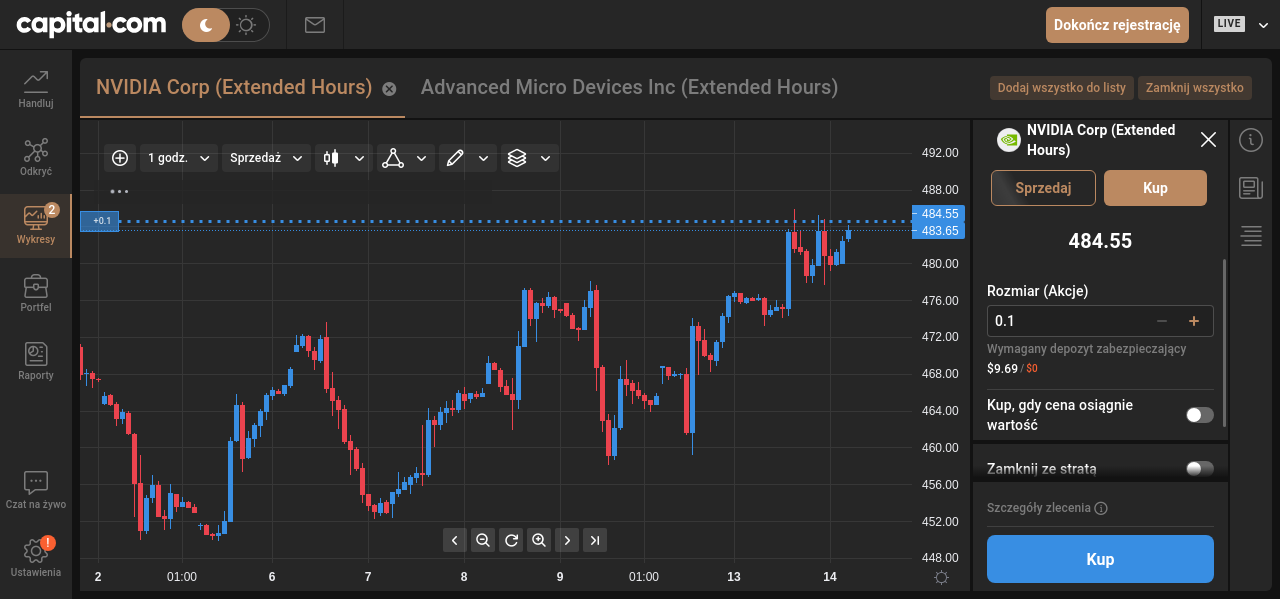 capital.com
Dokończ rejestrację
LIVE
Handluj
Odkryć
2
Wykresy
Portfel
Raporty
Czat na żywo
!
Ustawienia
NVIDIA Corp (Extended Hours)
Advanced Micro Devices Inc (Extended Hours)
Dodaj wszystko do listy
Zamknij wszystko
1 godz.
Sprzedaż
...
+0.1
492.00
488.00
484.55
483.65
480.00
476.00
472.00
468.00
464.00
460.00
456.00
452.00
448.00
2
01:00
6
7
8
9
01:00
13
14
NVIDIA Corp (Extended
Hours)
Sprzedaj
Kup
484.55
Rozmiar (Akcje)
0.1
Wymagany depozyt zabezpieczający
$9.69 / $0
Kup, gdy cena osiągnie
wartość
Zamknij ze stratą
Szczegóły zlecenia
Kup